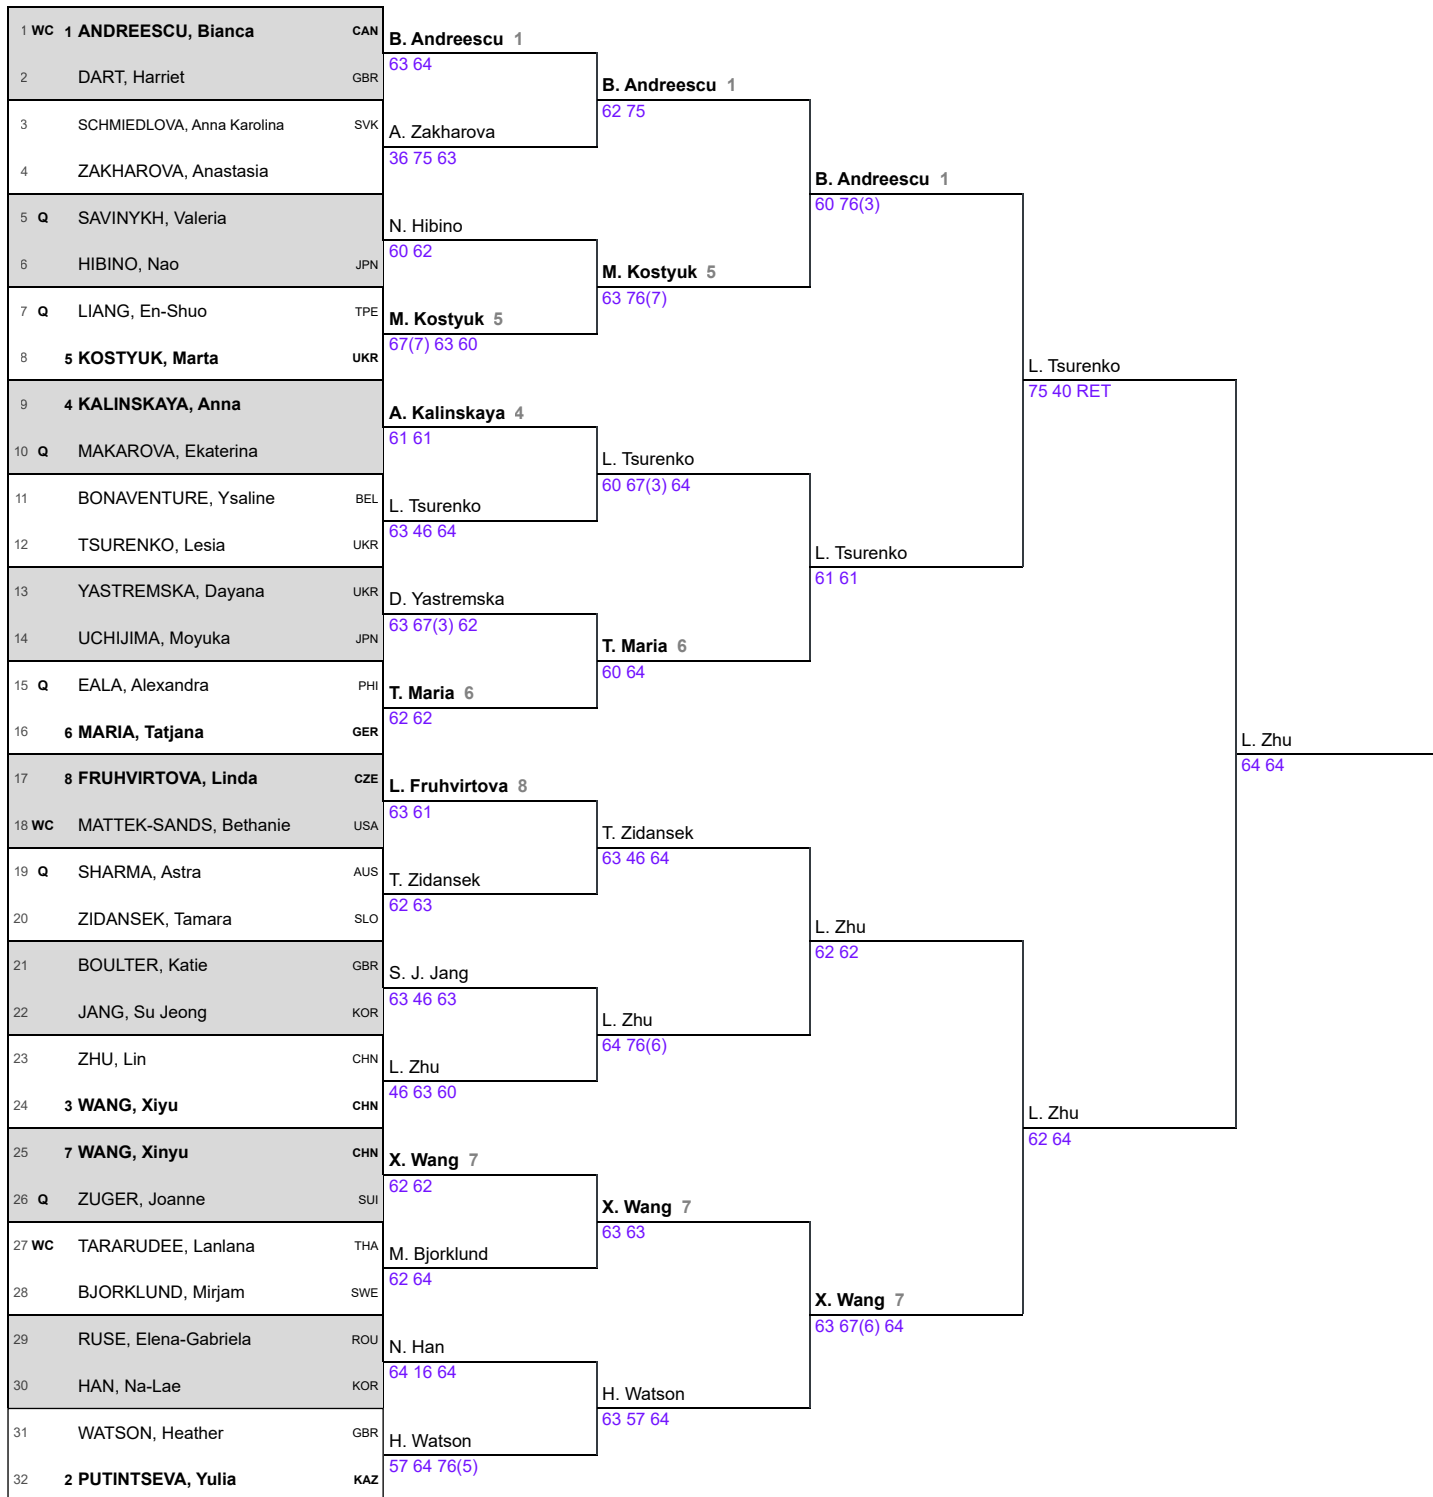 1 WC 1 ANDREESCU, Bianca CAN
2 DART, Harriet GBR
3 SCHMIEDLOVA, Anna Karolina SVK
4 ZAKHAROVA, Anastasia
5 Q SAVINYKH, Valeria
6 HIBINO, Nao JPN
7 Q LIANG, En-Shuo TPE
8 5 KOSTYUK, Marta UKR
9 4 KALINSKAYA, Anna
10 Q MAKAROVA, Ekaterina
11 BONAVENTURE, Ysaline BEL
12 TSURENKO, Lesia UKR
13 YASTREMSKA, Dayana UKR
14 UCHIJIMA, Moyuka JPN
15 Q EALA, Alexandra PHI
16 6 MARIA, Tatjana GER
17 8 FRUHVIRTOVA, Linda CZE
18 WC MATTEK-SANDS, Bethanie USA
19 Q SHARMA, Astra AUS
20 ZIDANSEK, Tamara SLO
21 BOULTER, Katie GBR
22 JANG, Su Jeong KOR
23 ZHU, Lin CHN
24 3 WANG, Xiyu CHN
25 7 WANG, Xinyu CHN
26 Q ZUGER, Joanne SUI
27 WC TARARUDEE, Lanlana THA
28 BJORKLUND, Mirjam SWE
29 RUSE, Elena-Gabriela ROU
30 HAN, Na-Lae KOR
31 WATSON, Heather GBR
32 2 PUTINTSEVA, Yulia KAZ
B. Andreescu 1
63 64
A. Zakharova
36 75 63
N. Hibino
60 62
M. Kostyuk 5
67(7) 63 60
A. Kalinskaya 4
61 61
L. Tsurenko
63 46 64
D. Yastremska
63 67(3) 62
T. Maria 6
62 62
L. Fruhvirtova 8
63 61
T. Zidansek
62 63
S. J. Jang
63 46 63
L. Zhu
46 63 60
X. Wang 7
62 62
M. Bjorklund
62 64
N. Han
64 16 64
H. Watson
57 64 76(5)
B. Andreescu 1
62 75
M. Kostyuk 5
63 76(7)
L. Tsurenko
60 67(3) 64
T. Maria 6
60 64
T. Zidansek
63 46 64
L. Zhu
64 76(6)
X. Wang 7
63 63
H. Watson
63 57 64
B. Andreescu 1
60 76(3)
L. Tsurenko
61 61
L. Zhu
62 62
X. Wang 7
63 67(6) 64
L. Tsurenko
75 40 RET
L. Zhu
62 64
L. Zhu
64 64